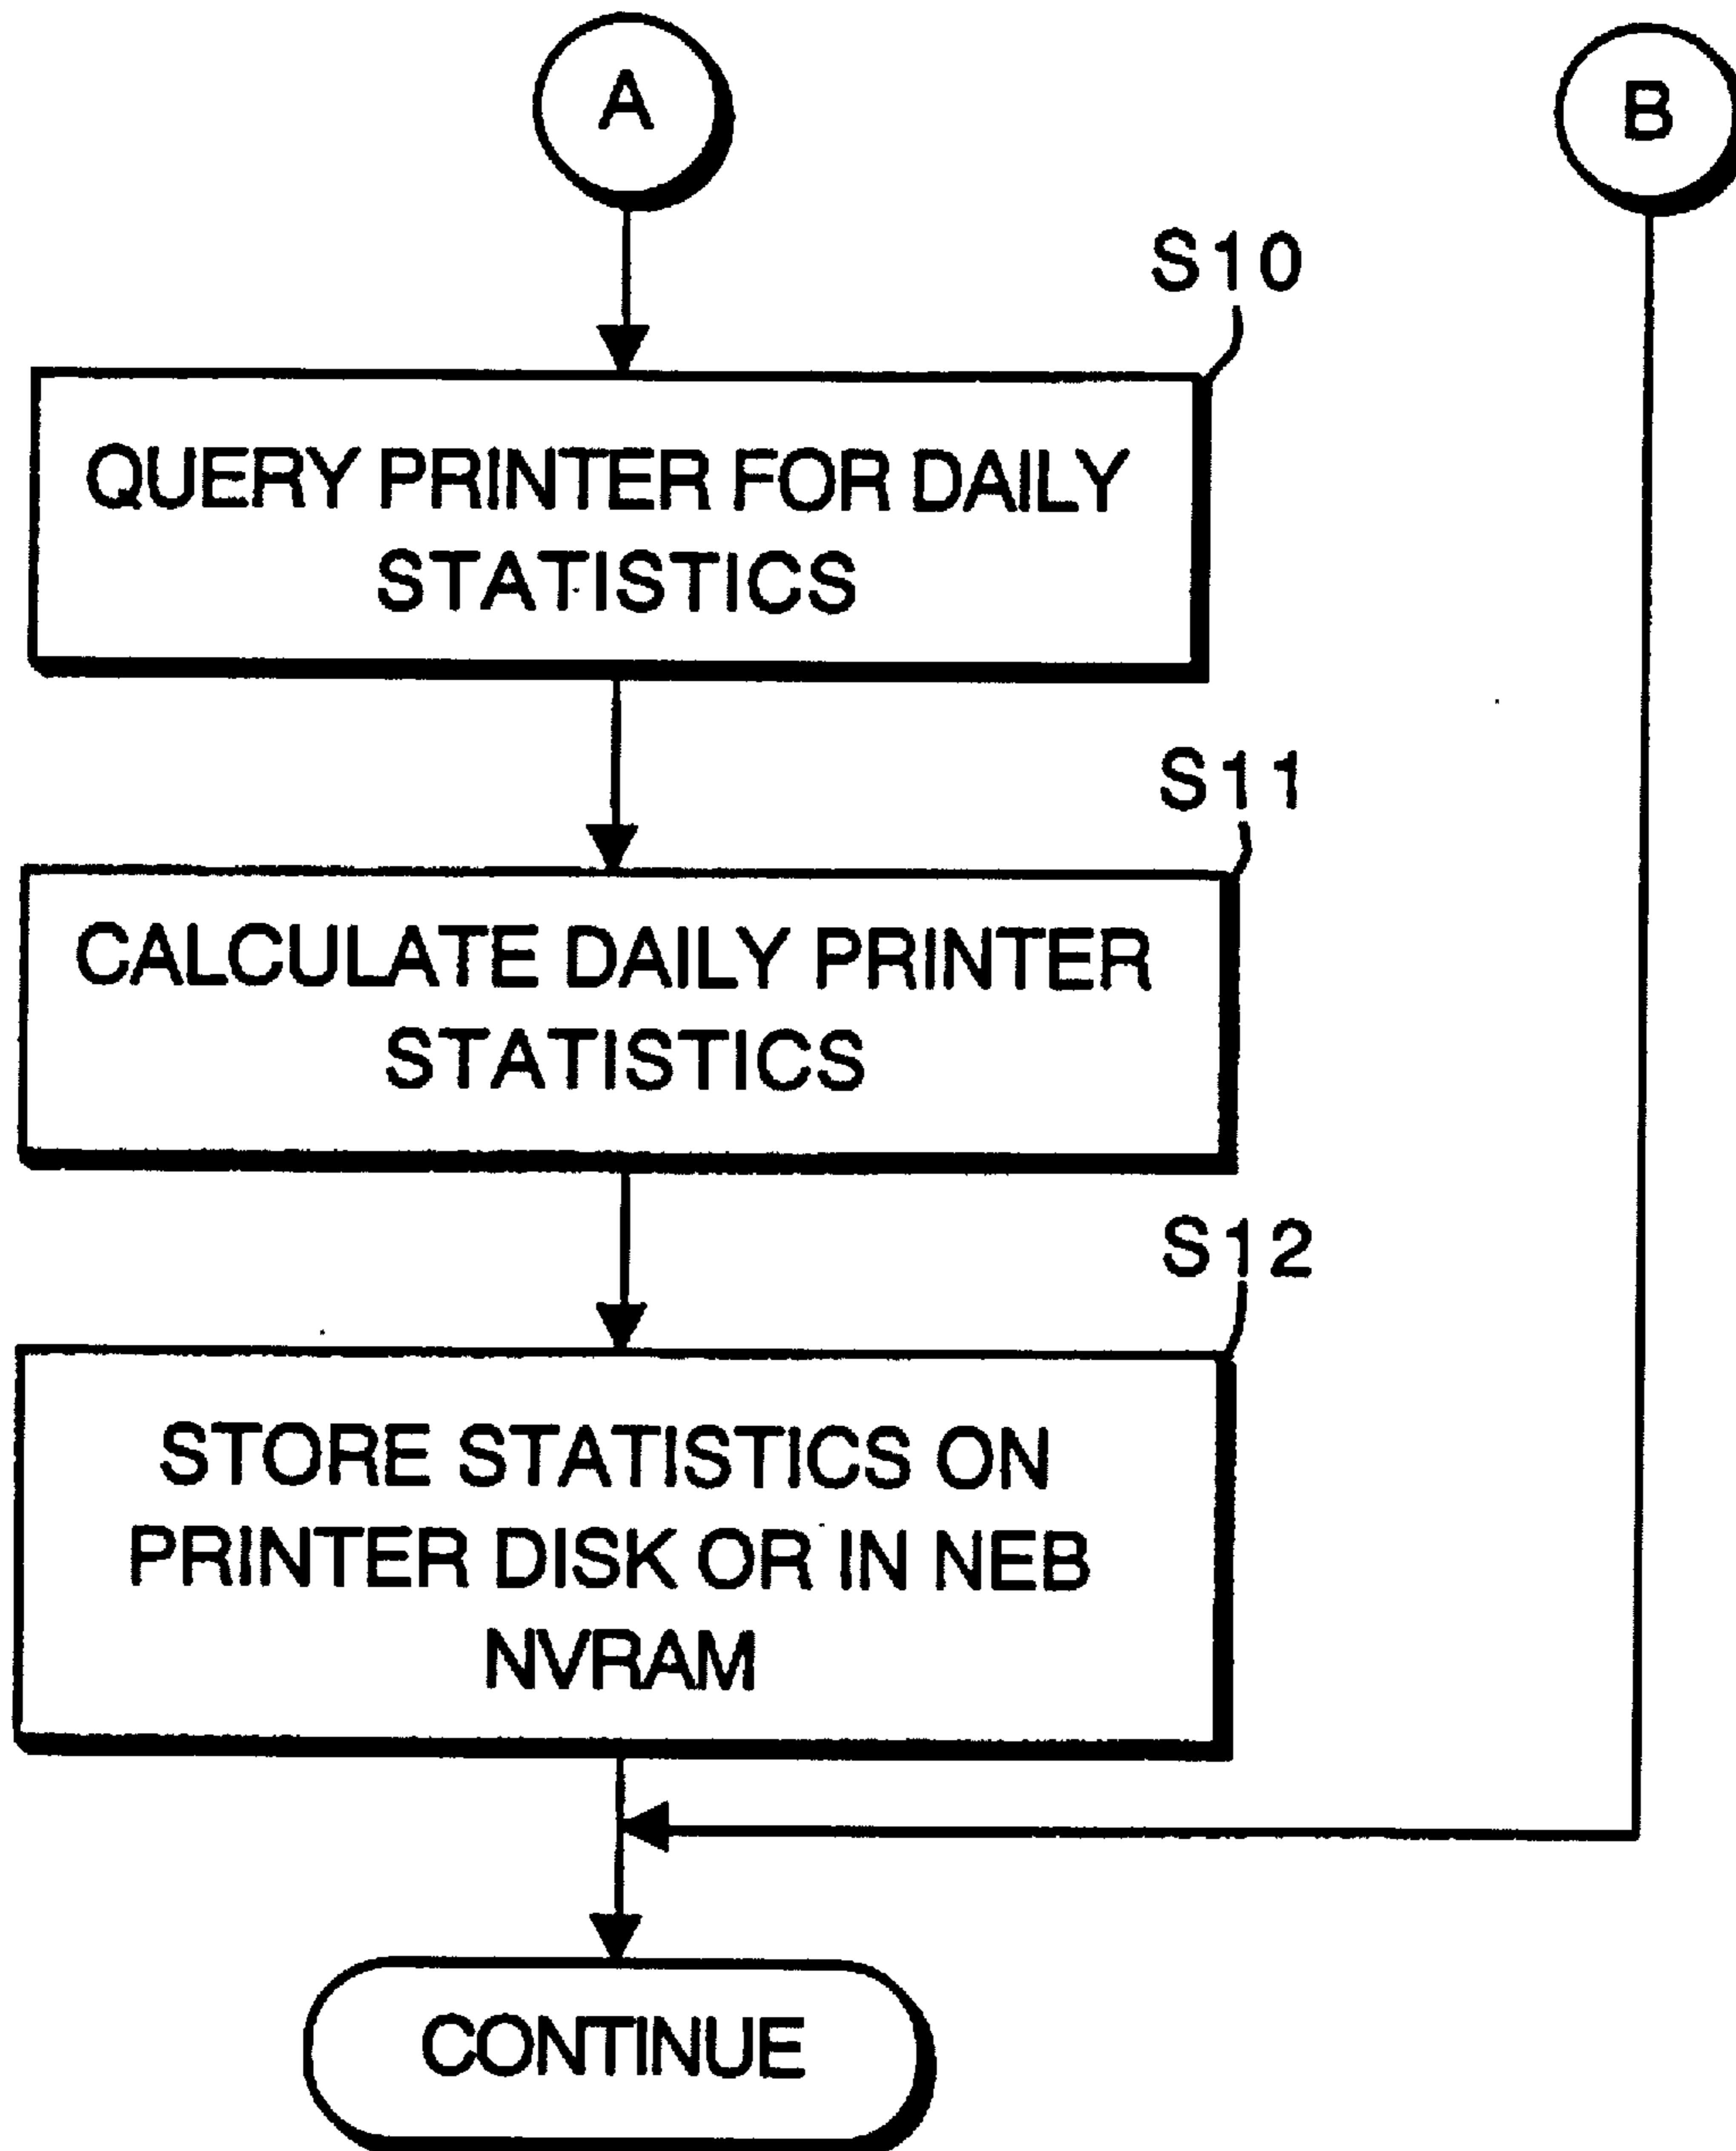 A
B
S10
QUERY PRINTER FOR DAILY
STATISTICS
S11
CALCULATE DAILY PRINTER
STATISTICS
S12
STORE STATISTICS ON
PRINTER DISK OR IN NEB
NVRAM
CONTINUE